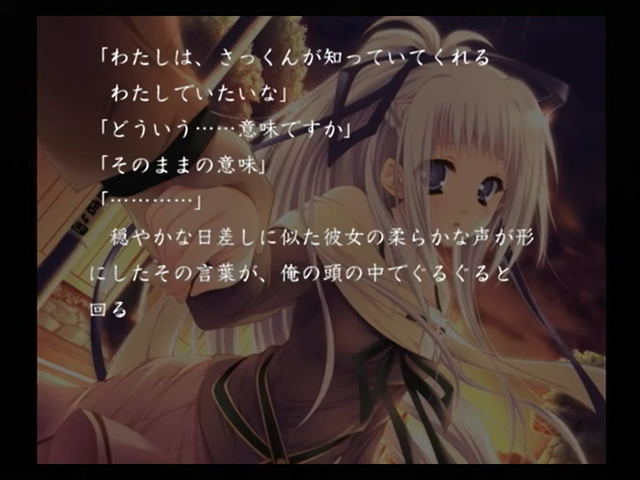 「わたしは、さっくんが知っていてくれる
わたしでいたいな」
「どういう……意味ですか」
「そのままの意味」
「…………」
穏やかな日差しに似た彼女の柔らかな声が形
にしたその言葉が、俺の頭の中でぐるぐると
回る